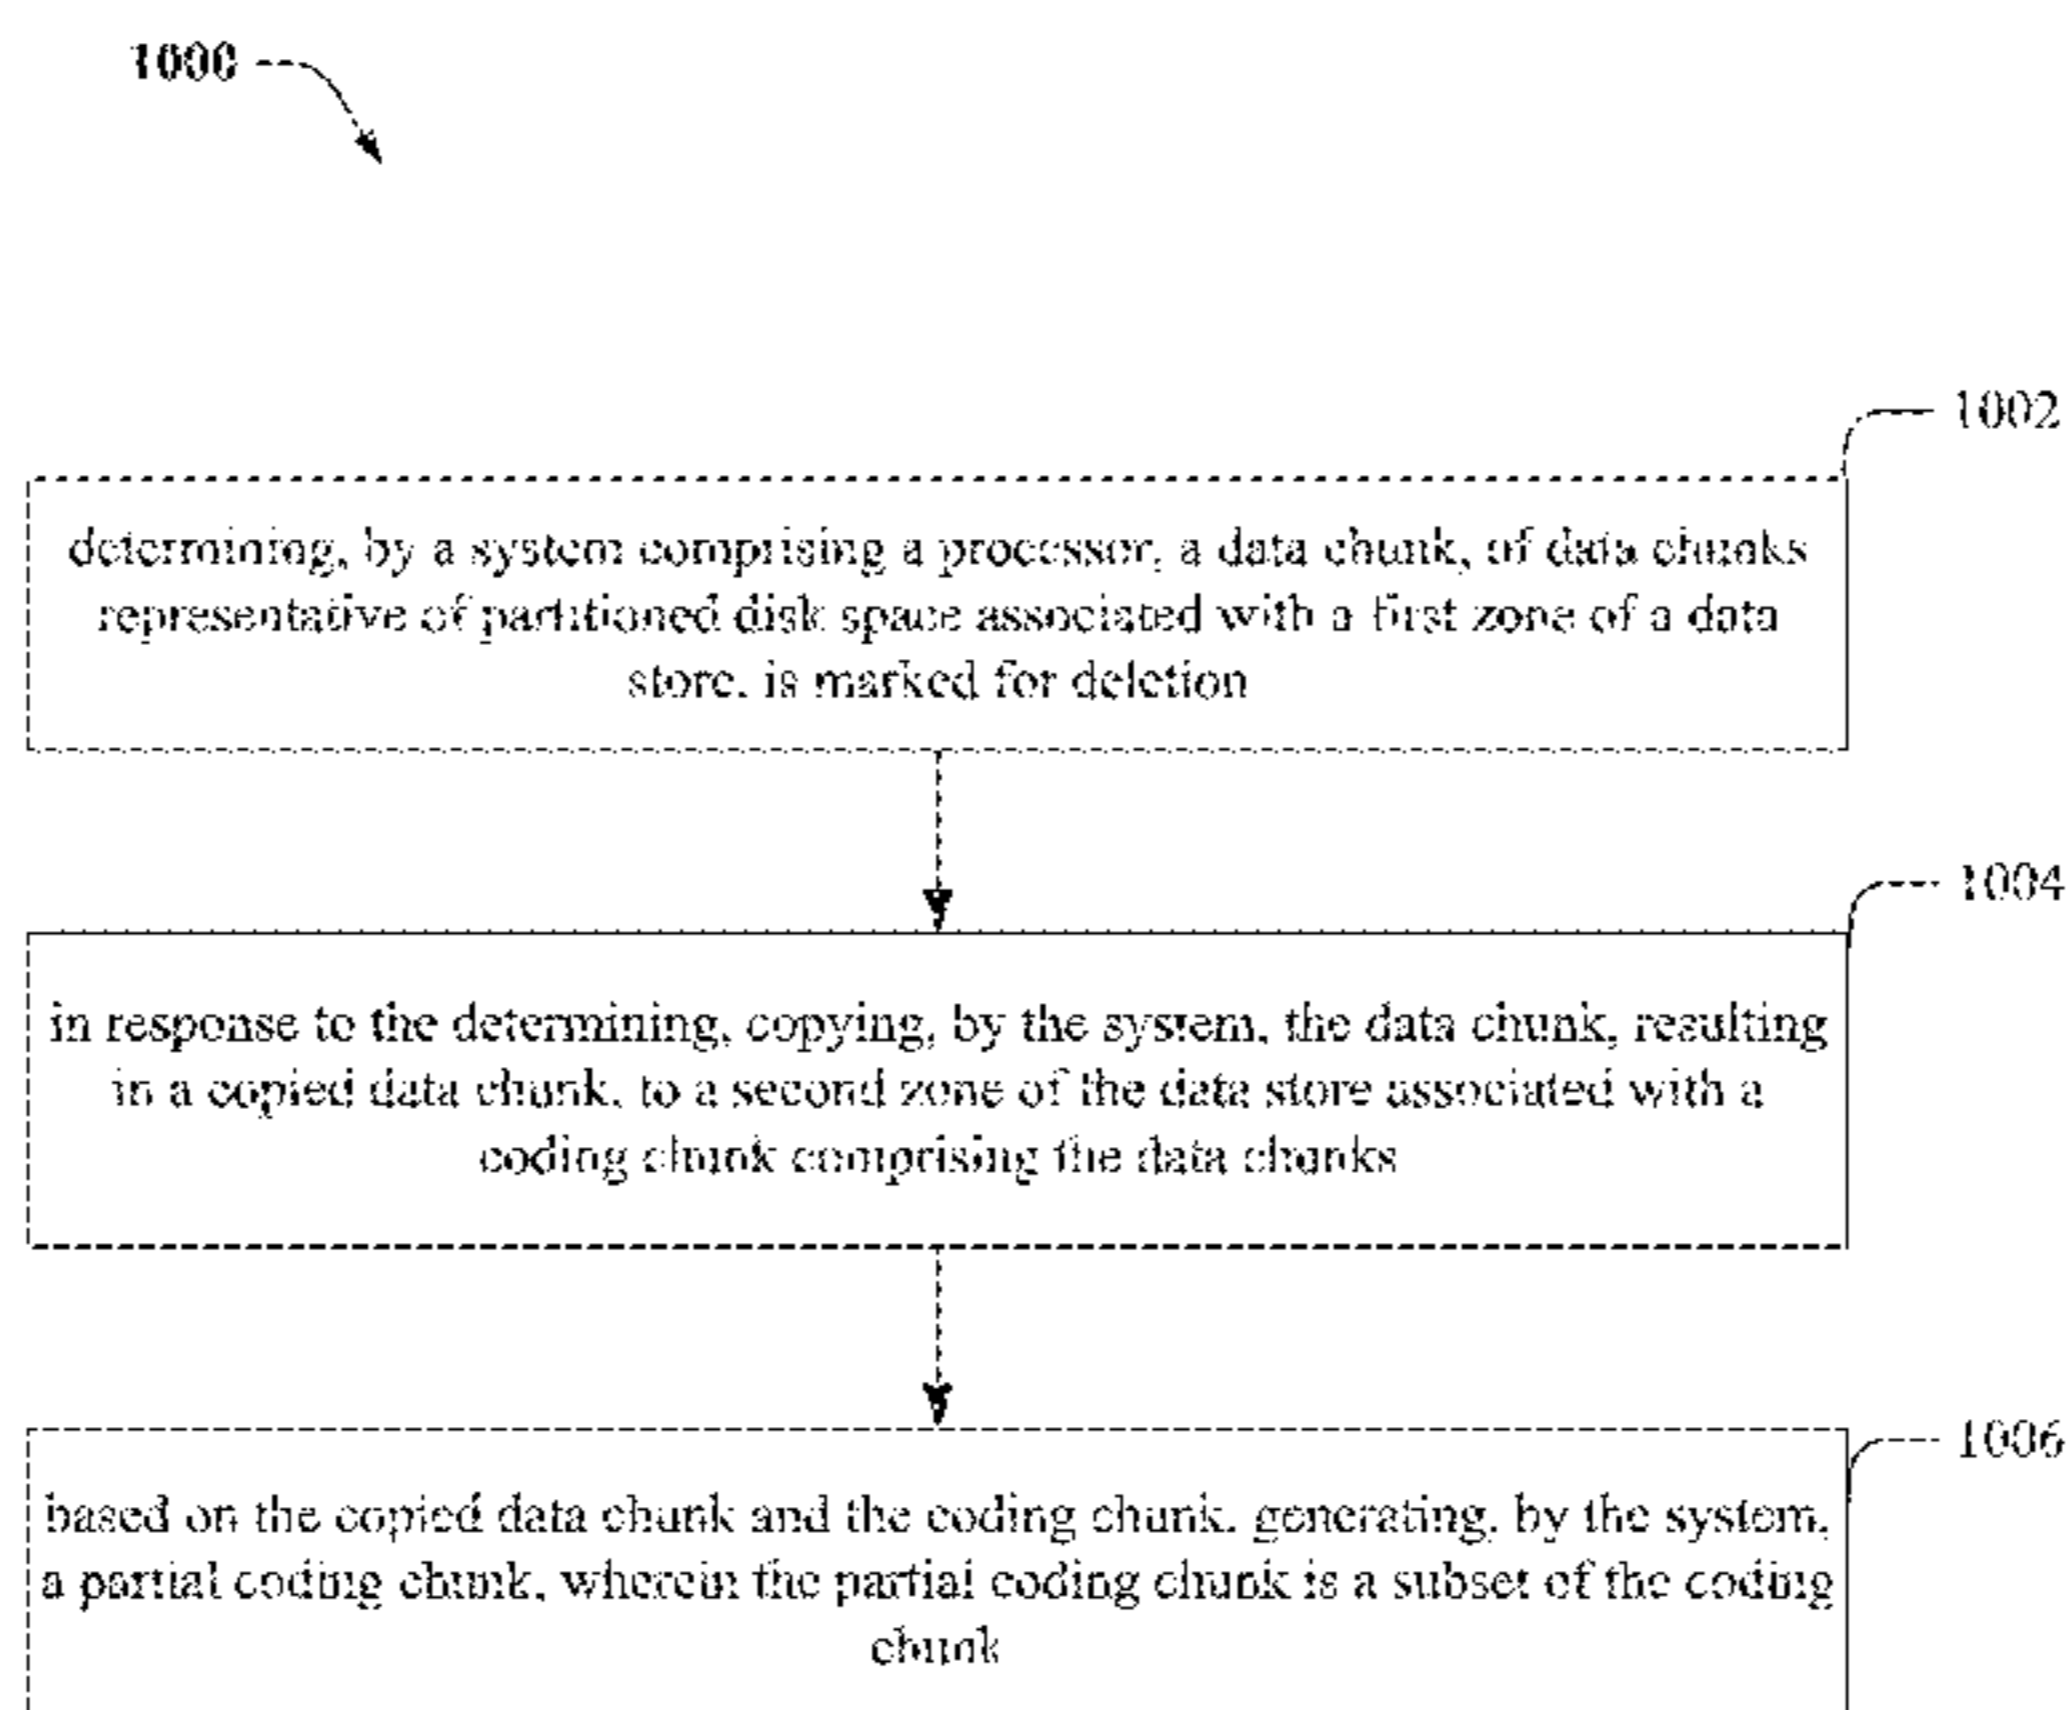 1000
1002
determining, by a system comprising a processor, a data chunk, of data chunks
representative of partitioned disk space associated with a first zone of a data
store, is marked for deletion
1004
in response to the determining, copying, by the system, the data chunk, resulting
in a copied data chunk, to a second zone of the data store associated with a
coding chunk comprising the data chunks
1006
based on the copied data chunk and the coding chunk, generating, by the system,
a partial coding chunk, wherein the partial coding chunk is a subset of the coding
chunk